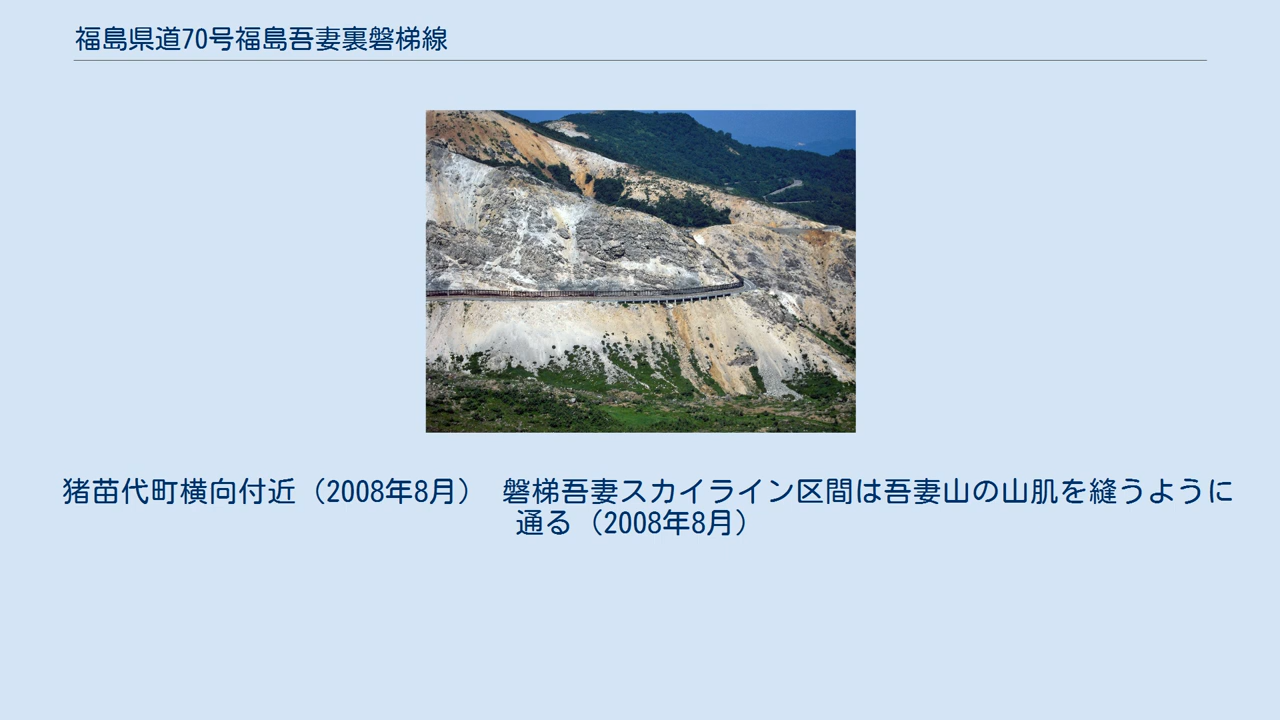 福島県道70号福島吾妻裏磐梯線
猪苗代町横向付近（2008年8月） 磐梯吾妻スカイライン区間は吾妻山の山肌を縫うように
通る（2008年8月）